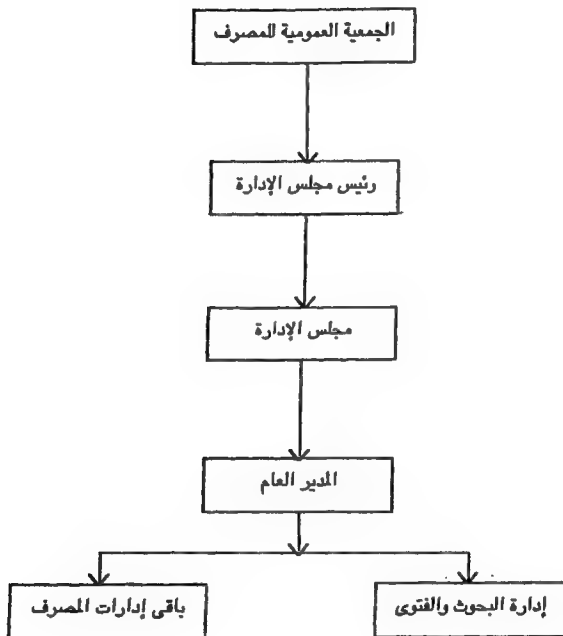 الجمعية العمومية للمصرف
رئيس مجلس الإدارة
مجلس الإدارة
المدير العام
إدارة البحوث والفتوى
باقى إدارات المصرف